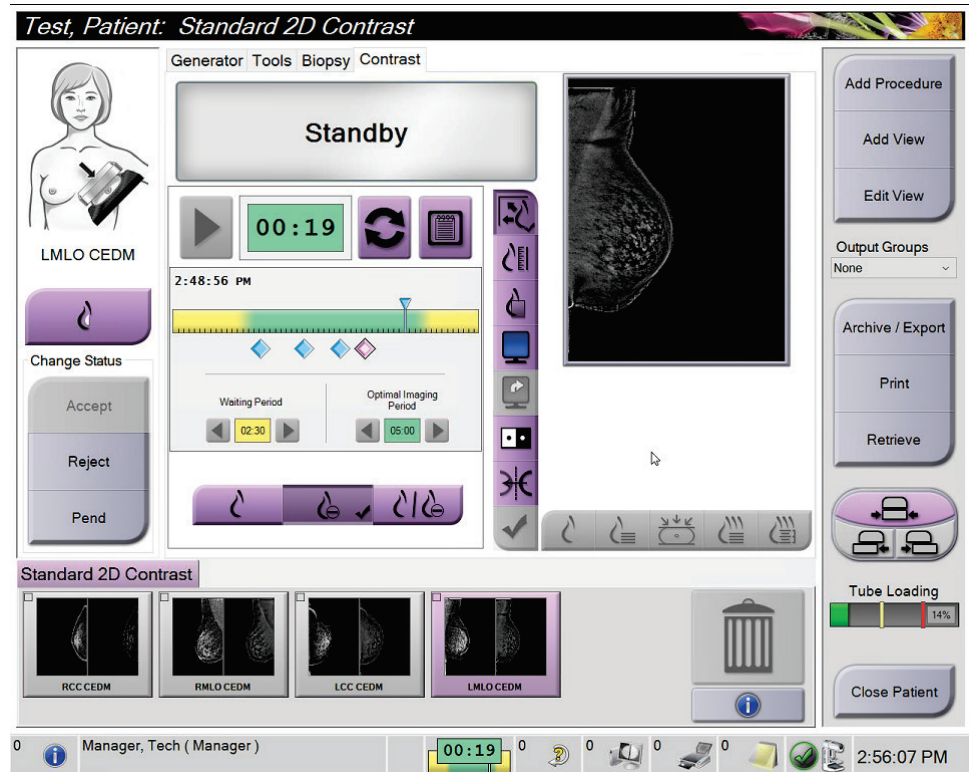 Test, Patient:  Standard 2D Contrast
Generator Tools Biopsy Contrast
Standby
LMLO CEDM
00:19
2:48:56 PM
Waiting Period
Optimal Imaging
Period
02:30
05:00
Change Status
Accept
Reject
Pend
Add Procedure
Add View
Edit View
Output Groups
None
Archive / Export
Print
Retrieve
Tube Loading
14%
Close Patient
Standard 2D Contrast
RCC CEDM
RMLO CEDM
LCC CEDM
LMLO CEDM
0
Manager, Tech ( Manager )
00:19
0
0
0
0
2:56:07 PM